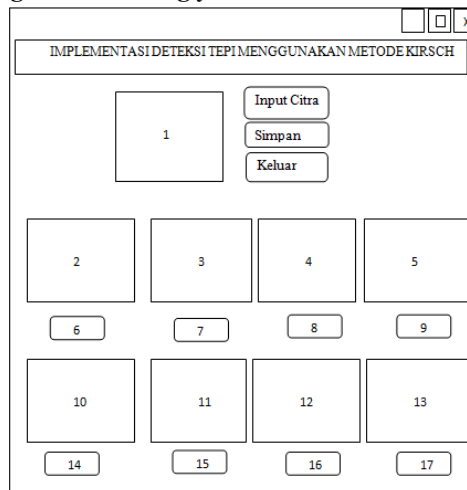 X
IMPLEMENTASI DETEKSI TEPI MENGGUNAKAN METODE KIRSCH
1
Input Citra
Simpan
Keluar
2 3 4 5
6 7 8 9
10 11 12 13
14 15 16 17